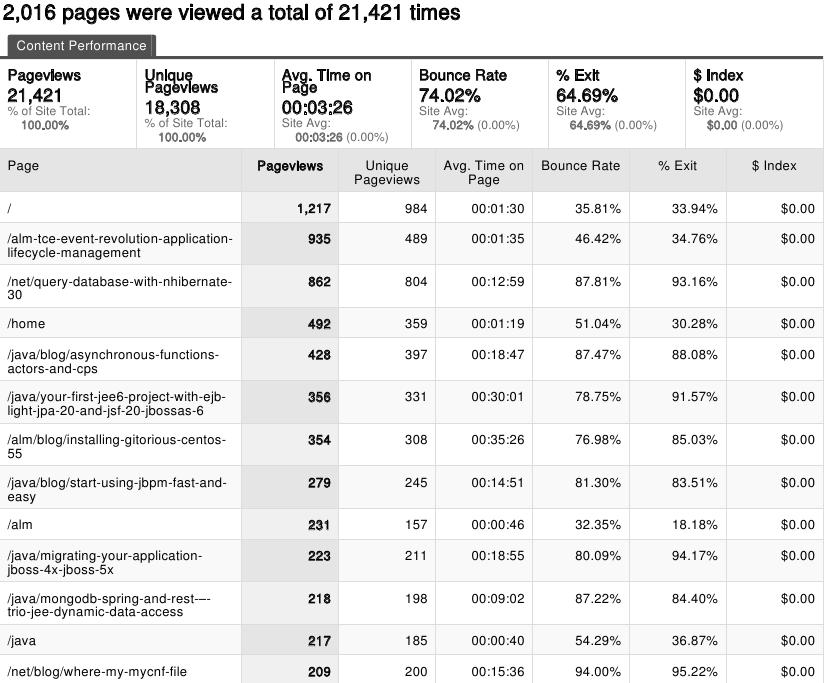 2,016 pages were viewed a total of 21,421 times
Content Performance
Pageviews
21,421
% of Site Total:
100.00%
Unique
Pageviews
18,308
% of Site Total:
100.00%
Avg. Time on
Page
00:03:26
Site Avg:
00:03:26 (0.00%)
Bounce Rate
74.02%
Site Avg:
74.02% (0.00%)
% Exit
64.69%
Site Avg:
64.69% (0.00%)
$ Index
$0.00
Site Avg:
$0.00 (0.00%)
Page Pageviews Unique Pageviews Avg. Time on Page Bounce Rate % Exit $ Index
/ 1,217 984 00:01:30 35.81% 33.94% $0.00
/alm-tce-event-revolution-application- 935 489 00:01:35 46.42% 34.76% $0.00
lifecycle-management
/net/query-database-with-nhibernate- 862 804 00:12:59 87.81% 93.16% $0.00
30
/home 492 359 00:01:19 51.04% 30.28% $0.00
/java/blog/asynchronous-functions- 428 397 00:18:47 87.47% 88.08% $0.00
actors-and-cps
/java/your-first-jee6-project-with-ejb- 356 331 00:30:01 78.75% 91.57% $0.00
light-jpa-20-and-jsf-20-jbossas-6
/alm/blog/installing-gitorious-centos- 354 308 00:35:26 76.98% 85.03% $0.00
55
/java/blog/start-using-jbpm-fast-and- 279 245 00:14:51 81.30% 83.51% $0.00
easy
/alm 231 157 00:00:46 32.35% 18.18% $0.00
/java/migrating-your-application- 223 211 00:18:55 80.09% 94.17% $0.00
jboss-4x-jboss-5x
/java/mongodb-spring-and-rest-–- 218 198 00:09:02 87.22% 84.40% $0.00
trio-jee-dynamic-data-access
/java 217 185 00:00:40 54.29% 36.87% $0.00
/net/blog/where-my-mycnf-file 209 200 00:15:36 94.00% 95.22% $0.00